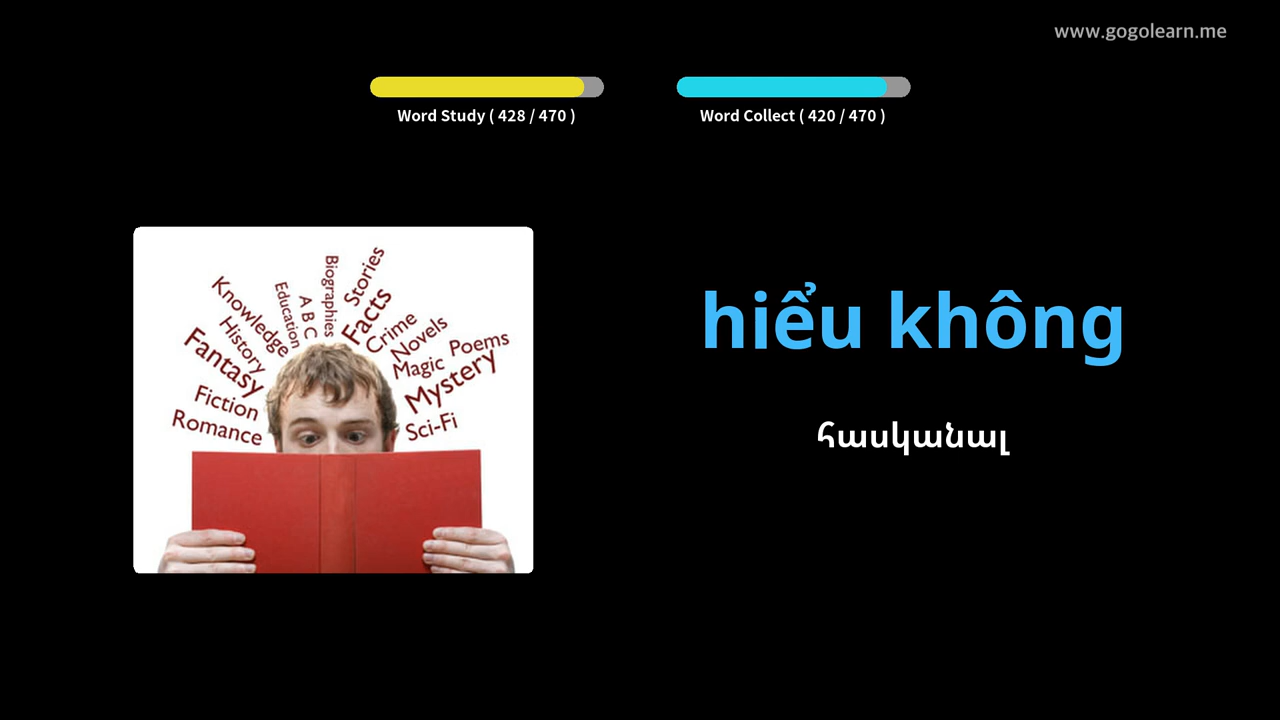 www.gogolearn.me
Word Study ( 428 / 470 )
Word Collect ( 420 / 470 )
Knowledge
History
Fantasy
Fiction
Romance
Education
A B C
Biographies
Stories
Facts
Crime
Novels
Magic
Poems
Mystery
Sci-Fi
hiểu không
հասկանալ